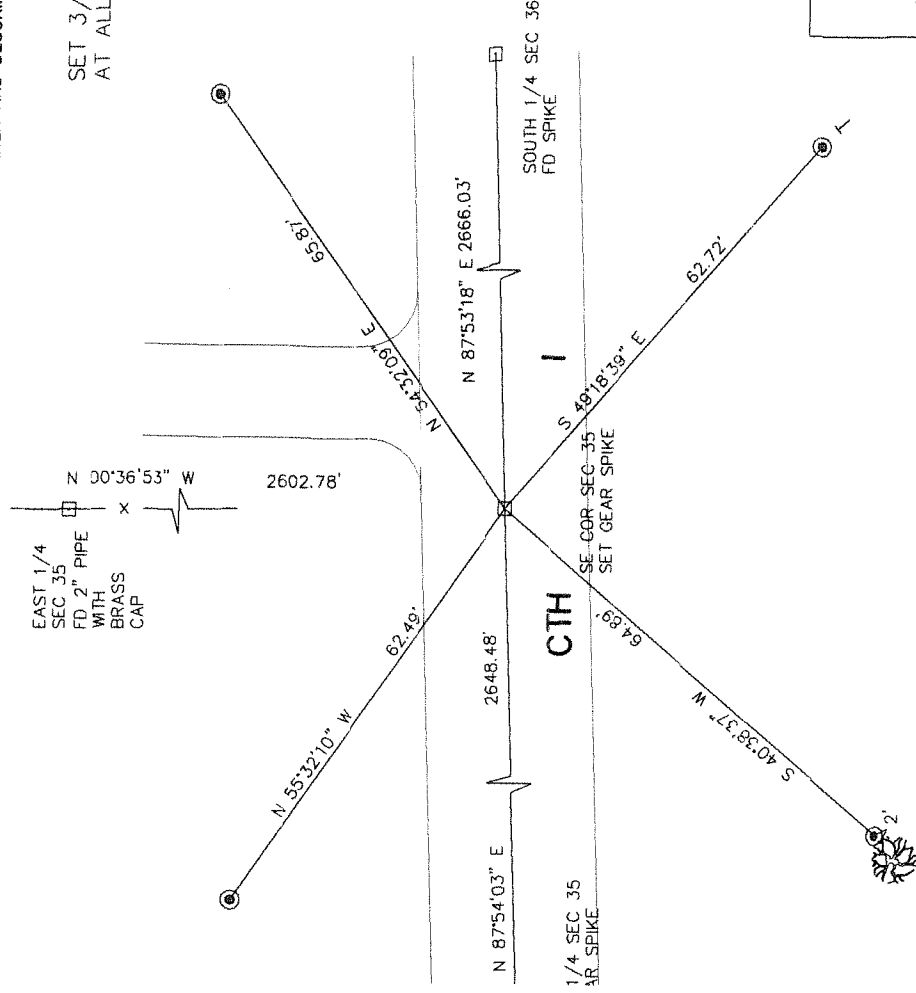 SET 3/
AT ALL
65.87'
N 54°32'09" E
SOUTH 1/4 SEC 36
FD SPIKE
N 87°53'18" E 2666.03'
N 00°36'53" W
2602.78'
EAST 1/4
SEC 35
FD 2" PIPE
WITH
BRASS
CAP
X
62.49'
N 55°32'10" W
62.72'
S 49°18'39" E
I
SE COR SEC 35
SET GEAR SPIKE
CTH
2648.48'
64.89'
S 40°38'37" W
N 87°54'03" E
1/4 SEC 35
AR SPIKE
2'